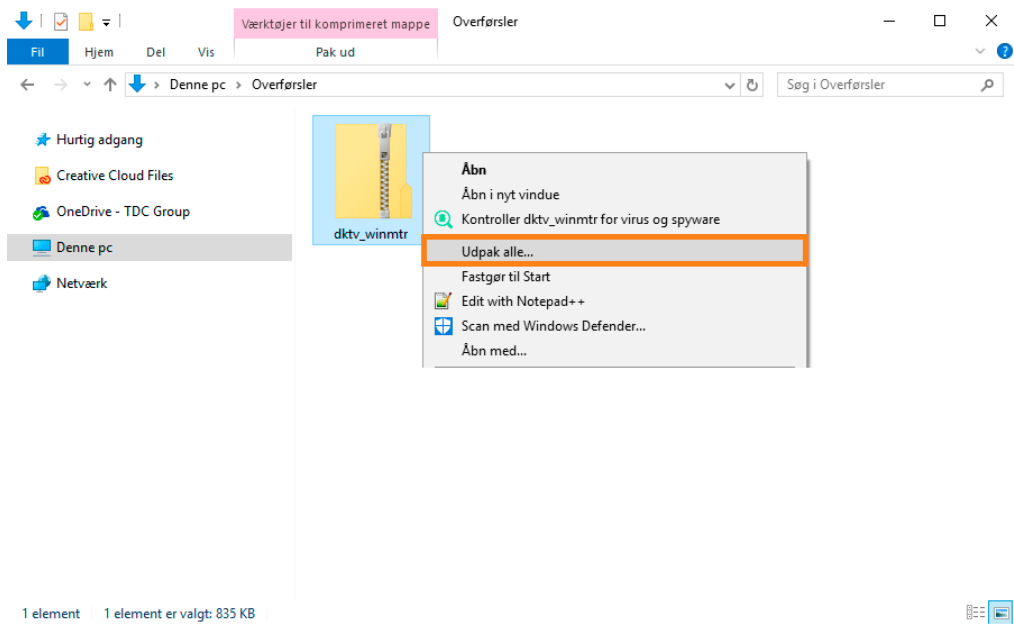 Værktøjer til komprimeret mappe
Overførsler
Fil
Hjem
Del
Vis
Pak ud
?
Denne pc
Overførsler
Søg i Overførsler
Hurtig adgang
Creative Cloud Files
OneDrive - TDC Group
Denne pc
Netværk
dktv_winmtr
Åbn
Åbn i nyt vindue
Kontroller dktv_winmtr for virus og spyware
Udpak alle...
Fastgør til Start
Edit with Notepad++
Scan med Windows Defender...
Åbn med...
1 element
1 element er valgt: 835 KB